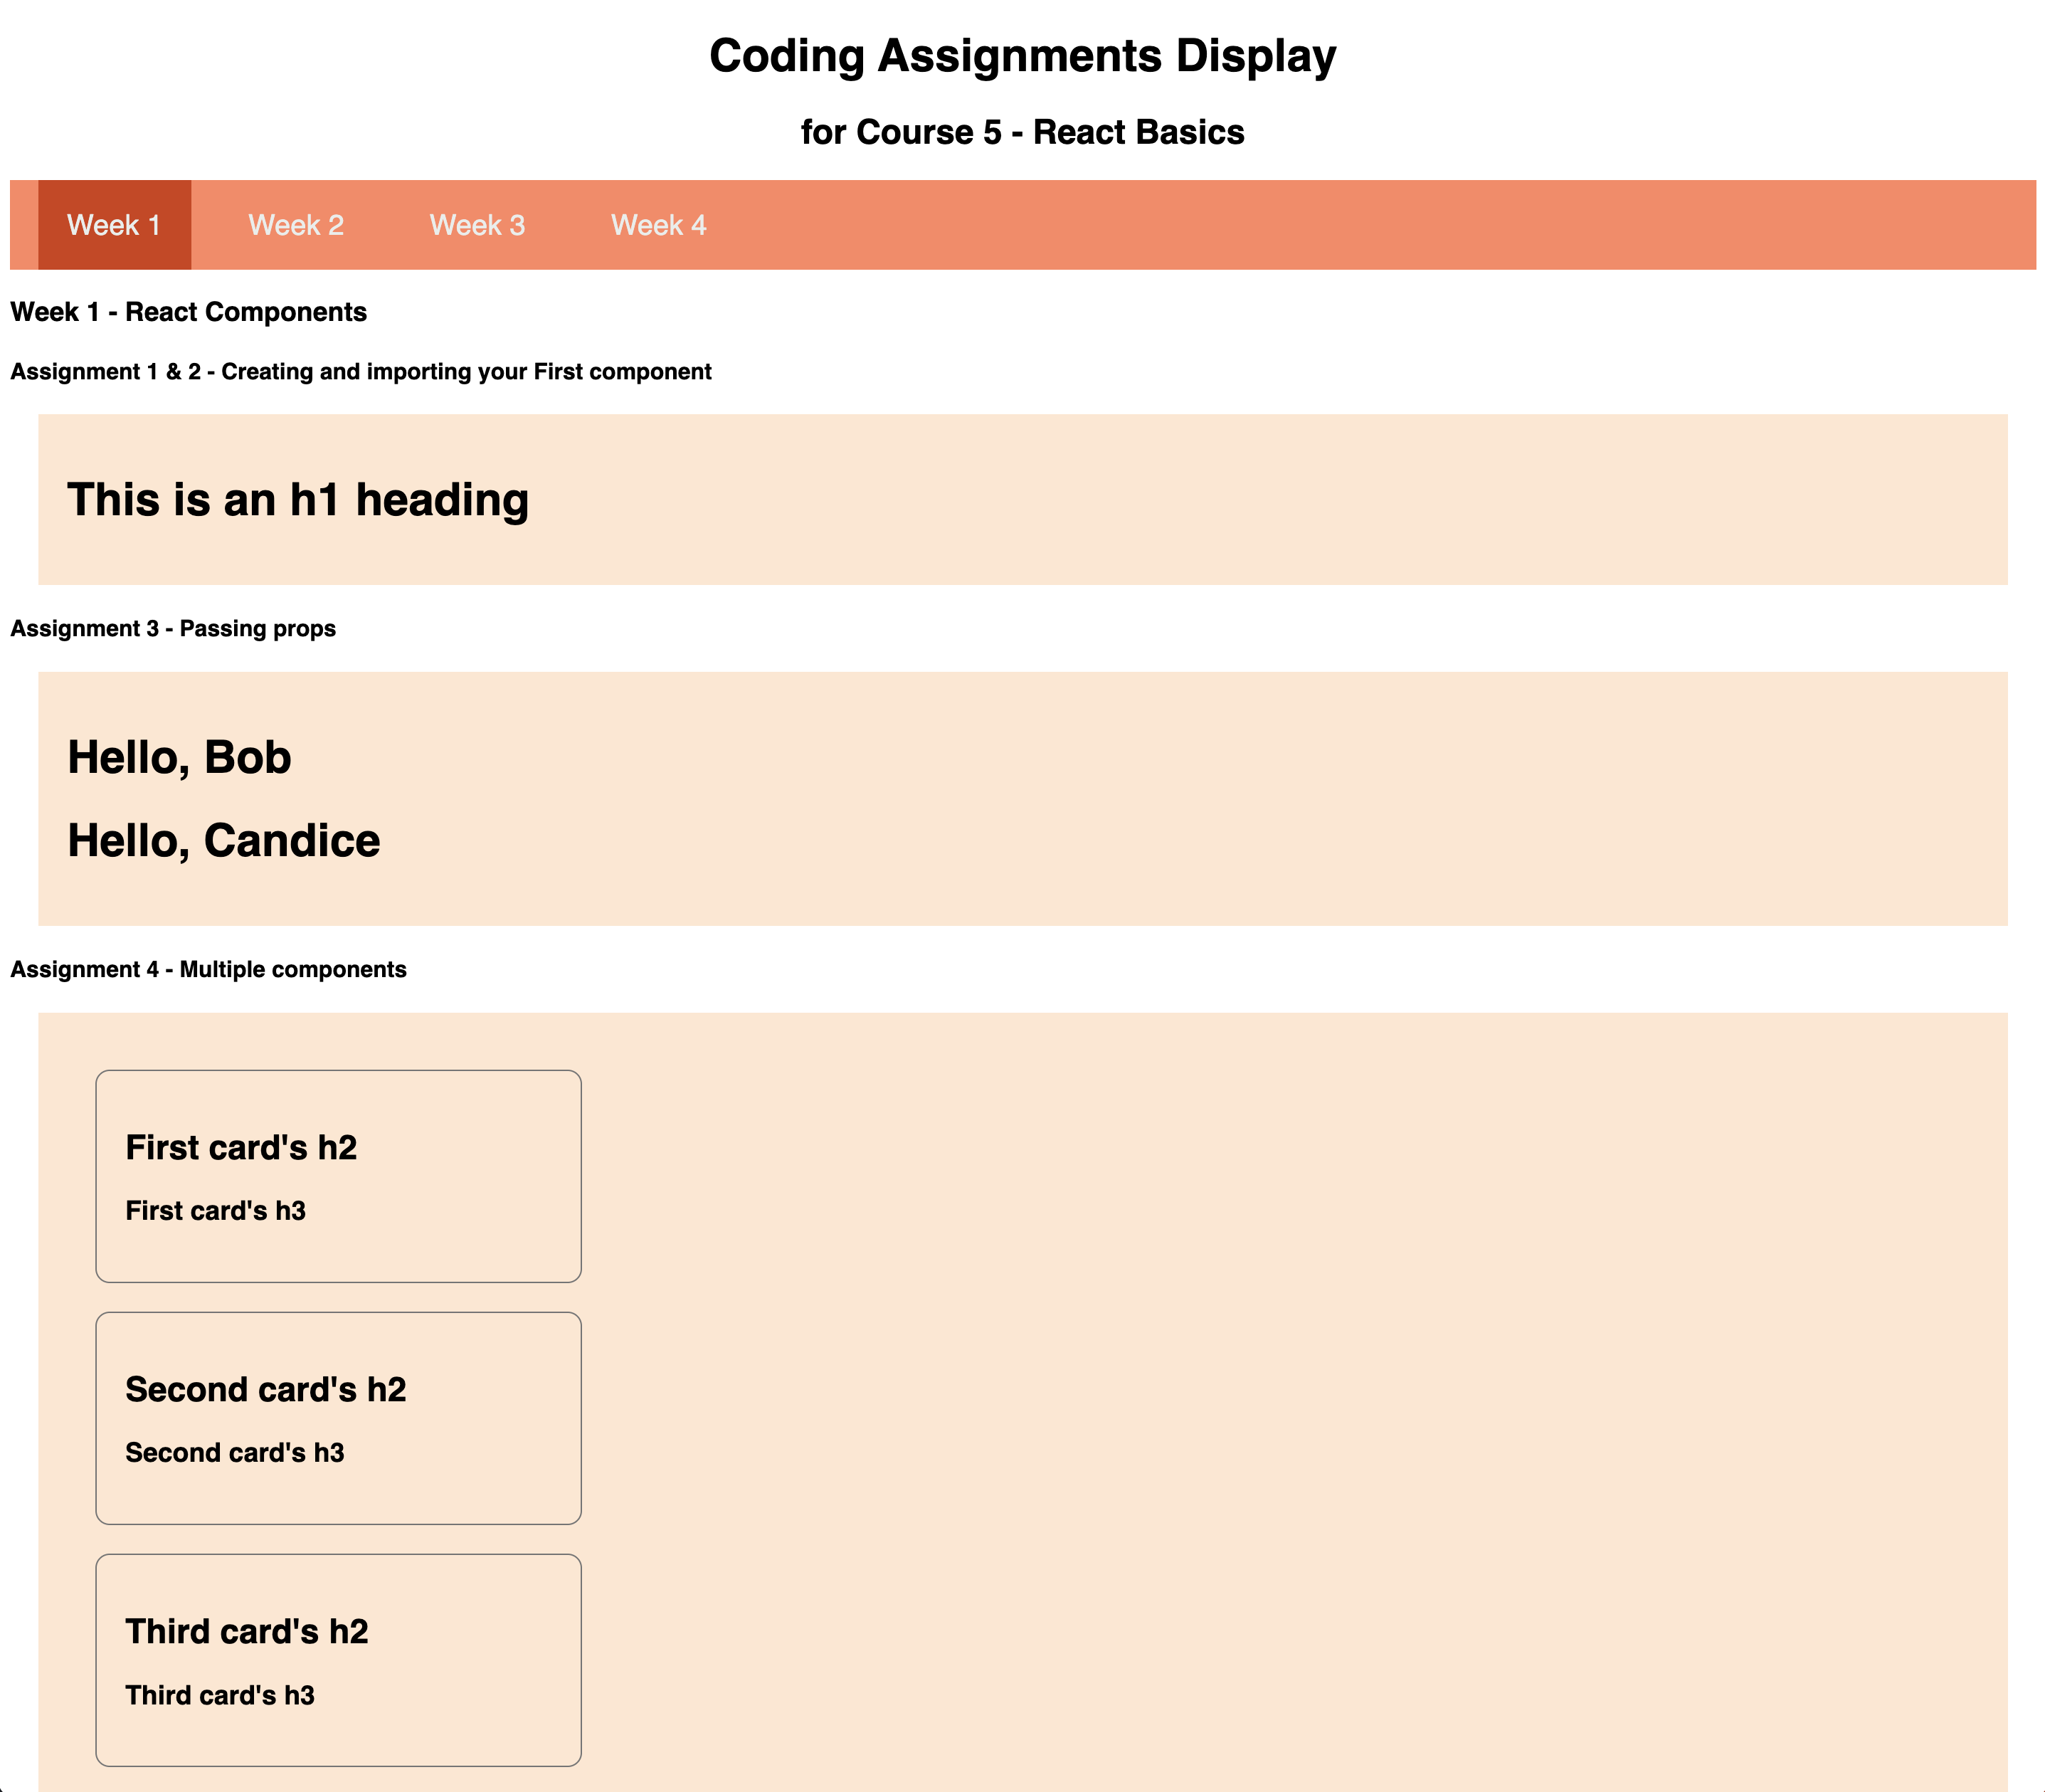 Coding Assignments Display
for Course 5 - React Basics
Week 1 Week 2 Week 3 Week 4
Week 1 - React Components
Assignment 1 & 2 - Creating and importing your First component
This is an h1 heading
Assignment 3 - Passing props
Hello, Bob
Hello, Candice
Assignment 4 - Multiple components
First card's h2
First card's h3
Second card's h2
Second card's h3
Third card's h2
Third card's h3